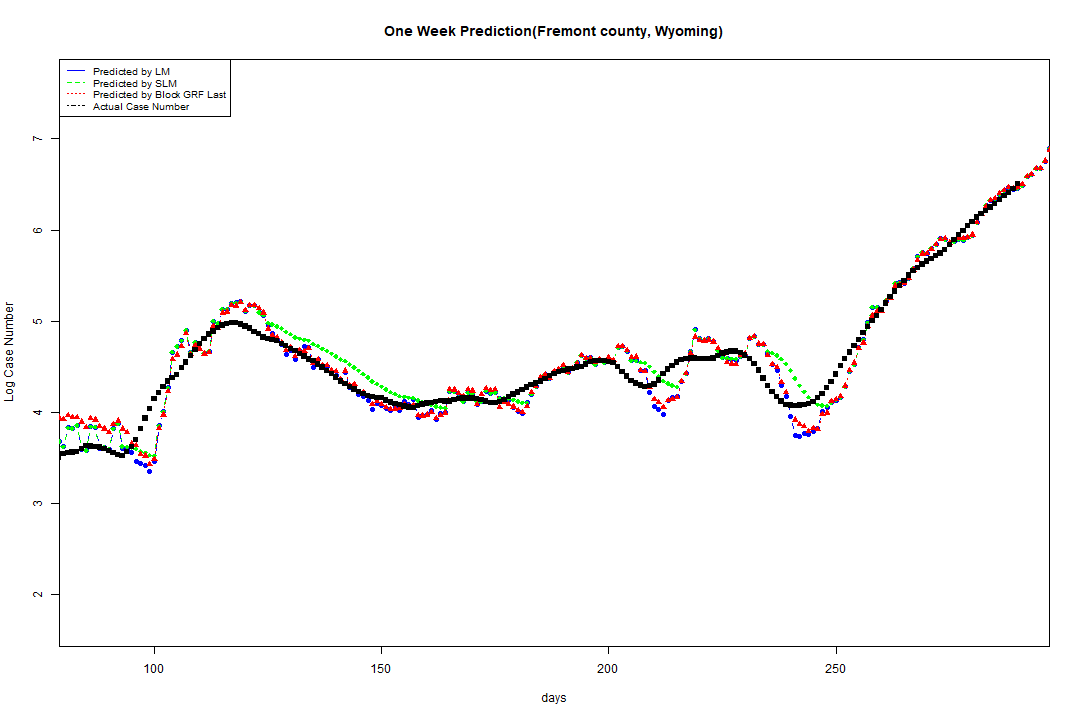 One Week Prediction(Fremont county, Wyoming)
Predicted by LM
Predicted by SLM
Predicted by Block GRF Last
Actual Case Number
7
6
5
4
3
2
Log Case Number
100 150 200 250
days